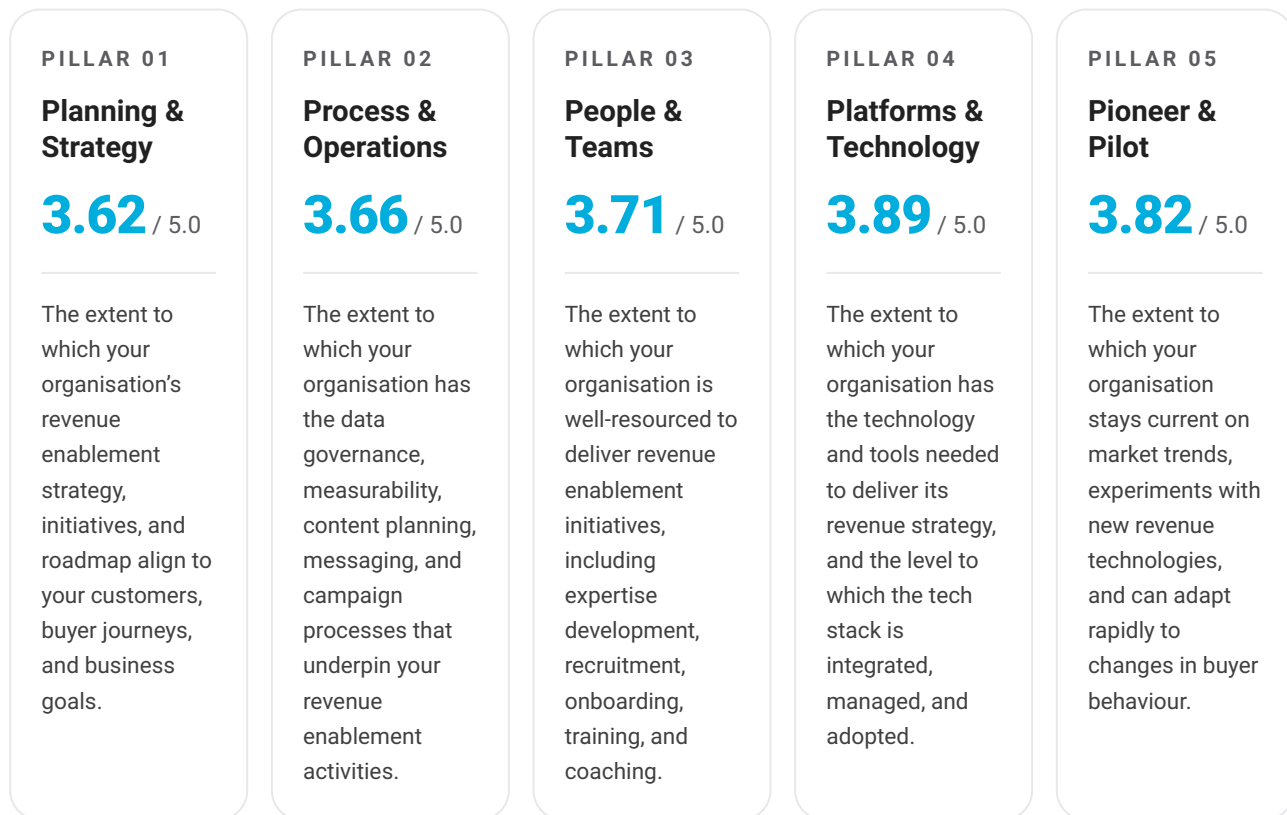 PILLAR 01
Planning &
Strategy
3.62 / 5.0
The extent to
which your
organisation’s
revenue
enablement
strategy,
initiatives, and
roadmap align to
your customers,
buyer journeys,
and business
goals.
PILLAR 02
Process &
Operations
3.66 / 5.0
The extent to
which your
organisation has
the data
governance,
measurability,
content planning,
messaging, and
campaign
processes that
underpin your
revenue
enablement
activities.
PILLAR 03
People &
Teams
3.71 / 5.0
The extent to
which your
organisation is
well-resourced to
deliver revenue
enablement
initiatives,
including
expertise
development,
recruitment,
onboarding,
training, and
coaching.
PILLAR 04
Platforms &
Technology
3.89 / 5.0
The extent to
which your
organisation has
the technology
and tools needed
to deliver its
revenue strategy,
and the level to
which the tech
stack is
integrated,
managed, and
adopted.
PILLAR 05
Pioneer &
Pilot
3.82 / 5.0
The extent to
which your
organisation
stays current on
market trends,
experiments with
new revenue
technologies,
and can adapt
rapidly to
changes in buyer
behaviour.